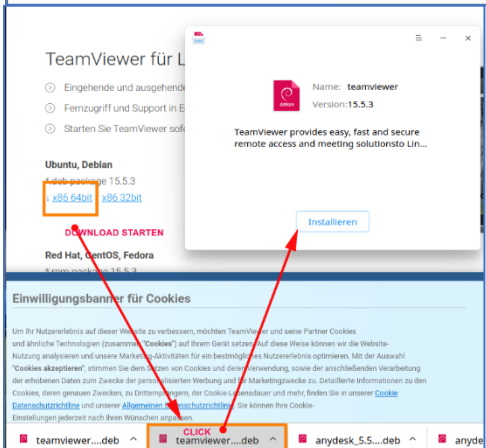 TeamViewer für L
Eingehende und ausgehende
Fernzugriff und Support in E
Starten Sie TeamViewer sofo
Ubuntu, Debian
*.deb package 15.5.3
x86 64bit x86 32bit
DOWNLOAD STARTEN
Red Hat, CentOS, Fedora
*.rpm package 15.5.3
debian
Name: teamviewer
Version:15.5.3
TeamViewer provides easy, fast and secure
remote access and meeting solutionsto Lin...
Installieren
Einwilligungsbanner für Cookies
Um Ihr Nutzererlebnis auf dieser Website zu verbessern, möchten TeamViewer und seine Partner Cookies
und ähnliche Technologien (zusammen "Cookies") auf Ihrem Gerät setzen. Auf diese Weise können wir die Website-
Nutzung analysieren und unsere Marketing-Aktivitäten für ein bestmögliches Nutzererlebnis optimieren. Mit der Auswahl
"Cookies akzeptieren", stimmen Sie dem Setzen von Cookies und deren Verwendung, sowie der anschließenden Verarbeitung
der erhobenen Daten zum Zwecke der personalisierten Werbung und für Marketingzwecke zu. Detaillierte Informationen zu den
Cookies, deren genauen Zwecken, zu Drittempfängern, der Cookie-Lebensdauer und mehr, finden Sie in unserer Cookie
Datenschutzrichtlinie und unserer Allgemeinen Datenschutzrichtlinie. Sie können Ihre Cookie-
Einstellungen jederzeit nach Ihren Wünschen anpassen.
CLICK
teamviewer....deb teamviewer....deb anydesk_5.5....deb anyde